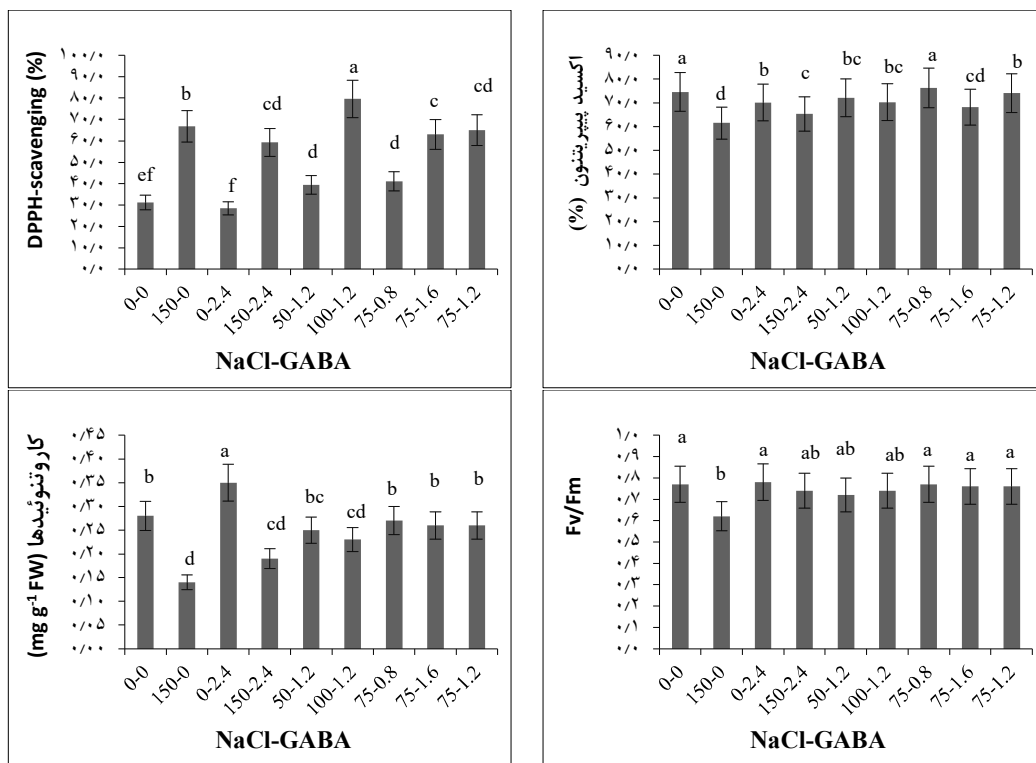 DPPH-scavenging (%)
۱۰۰/۰
۹۰/۰
۸۰/۰
۷۰/۰
۶۰/۰
۵۰/۰
۴۰/۰
۳۰/۰
۲۰/۰
۱۰/۰
۰/۰
ef b cd f d a d c cd
0-0 150-0 0-2.4 150-2.4 50-1.2 100-1.2 75-0.8 75-1.6 75-1.2
NaCl-GABA
اکسید پیپریتنون (%)
۹۰/۰
۸۰/۰
۷۰/۰
۶۰/۰
۵۰/۰
۴۰/۰
۳۰/۰
۲۰/۰
۱۰/۰
۰/۰
a d b c bc bc a cd b
0-0 150-0 0-2.4 150-2.4 50-1.2 100-1.2 75-0.8 75-1.6 75-1.2
NaCl-GABA
کاروتنوئیدها (mg g⁻¹ FW)
۰/۴۵
۰/۴۰
۰/۳۵
۰/۳۰
۰/۲۵
۰/۲۰
۰/۱۵
۰/۱۰
۰/۰۵
۰/۰۰
b d a cd bc cd b b b
0-0 150-0 0-2.4 150-2.4 50-1.2 100-1.2 75-0.8 75-1.6 75-1.2
NaCl-GABA
Fv/Fm
۱/۰
۰/۹
۰/۸
۰/۷
۰/۶
۰/۵
۰/۴
۰/۳
۰/۲
۰/۱
۰/۰
a b a ab ab ab a a a
0-0 150-0 0-2.4 150-2.4 50-1.2 100-1.2 75-0.8 75-1.6 75-1.2
NaCl-GABA